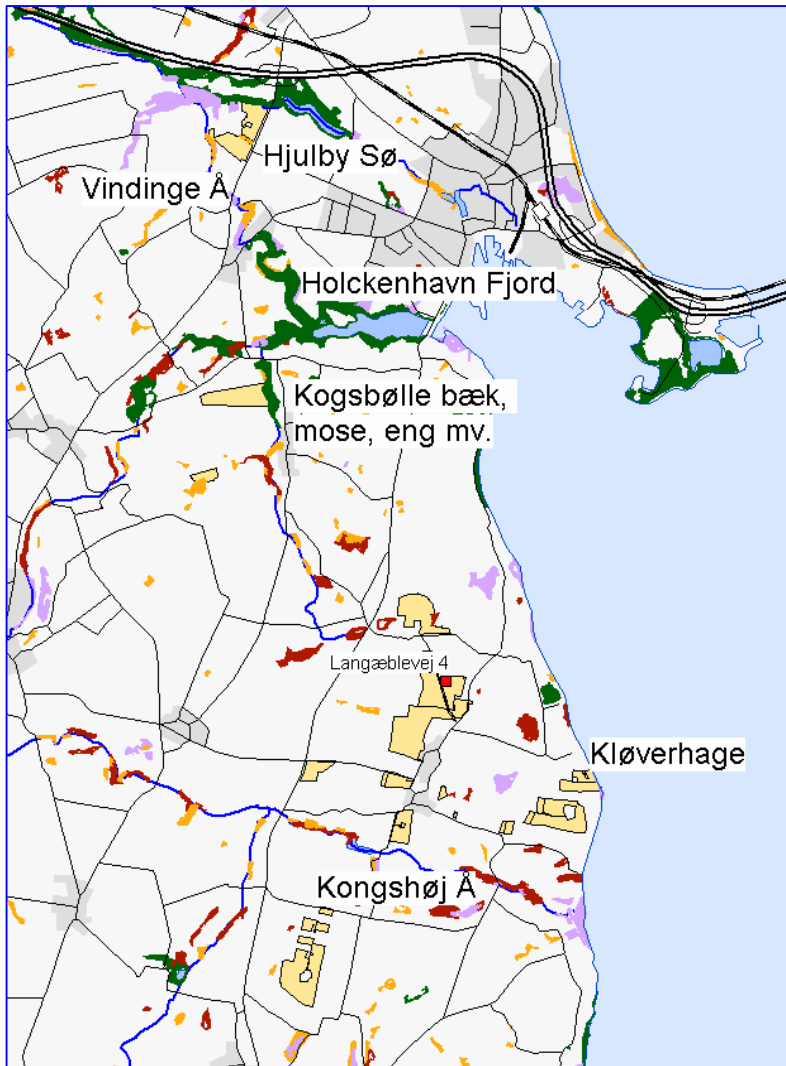 Hjulby Sø
Vindinge Å
Holckenhavn Fjord
Kogsbølle bæk,
mose, eng mv.
Langæblevej 4
Kløverhage
Kongshøj Å